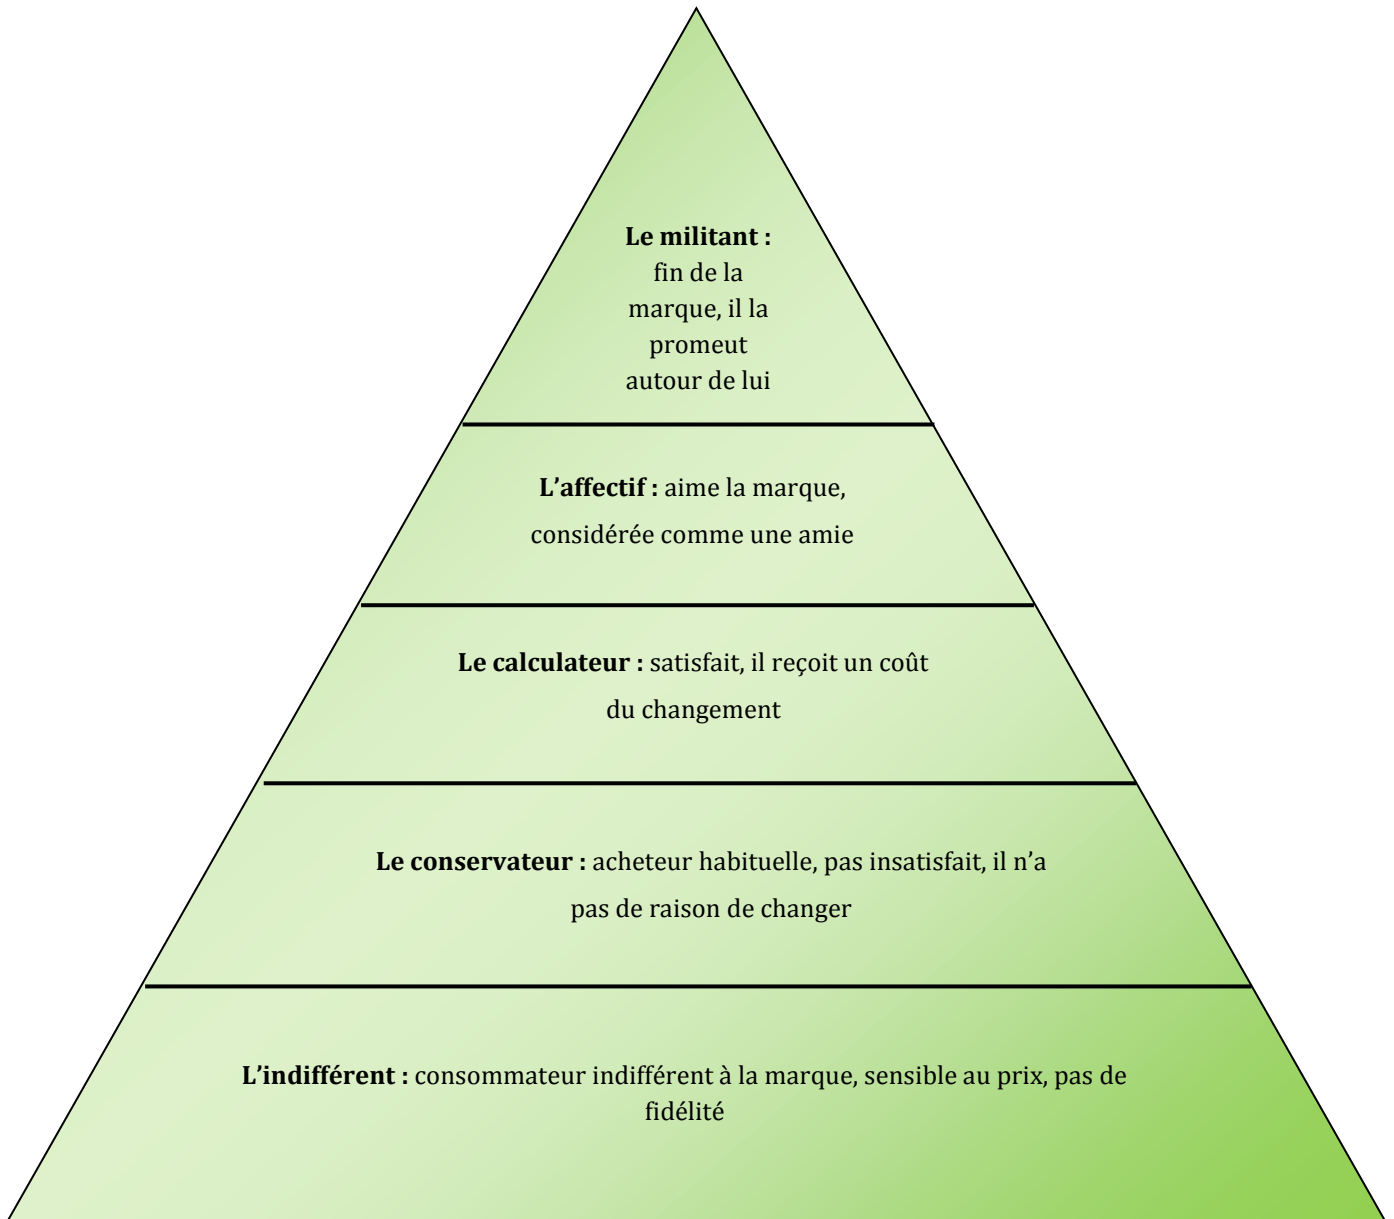 Le militant :
fin de la
marque, il la
promeut
autour de lui
L’affectif : aime la marque,
considérée comme une amie
Le calculateur : satisfait, il reçoit un coût
du changement
Le conservateur : acheteur habituelle, pas insatisfait, il n’a
pas de raison de changer
L’indifférent : consommateur indifférent à la marque, sensible au prix, pas de
fidélité